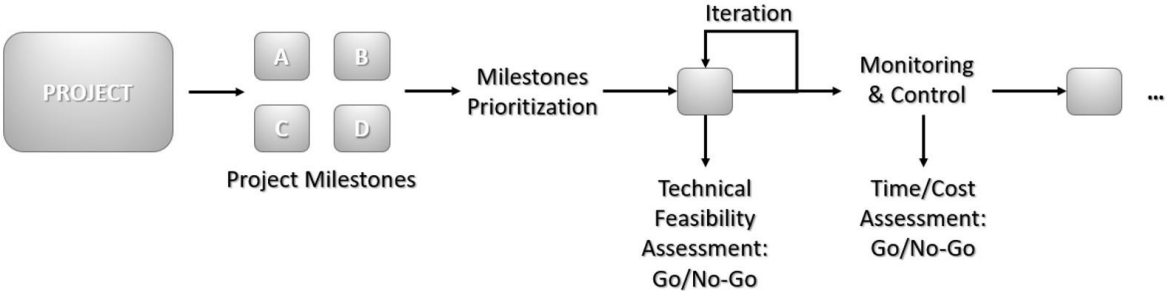 PROJECT
A
B
C
D
Project Milestones
Milestones
Prioritization
Iteration
Technical
Feasibility
Assessment:
Go/No-Go
Monitoring
& Control
Time/Cost
Assessment:
Go/No-Go
...